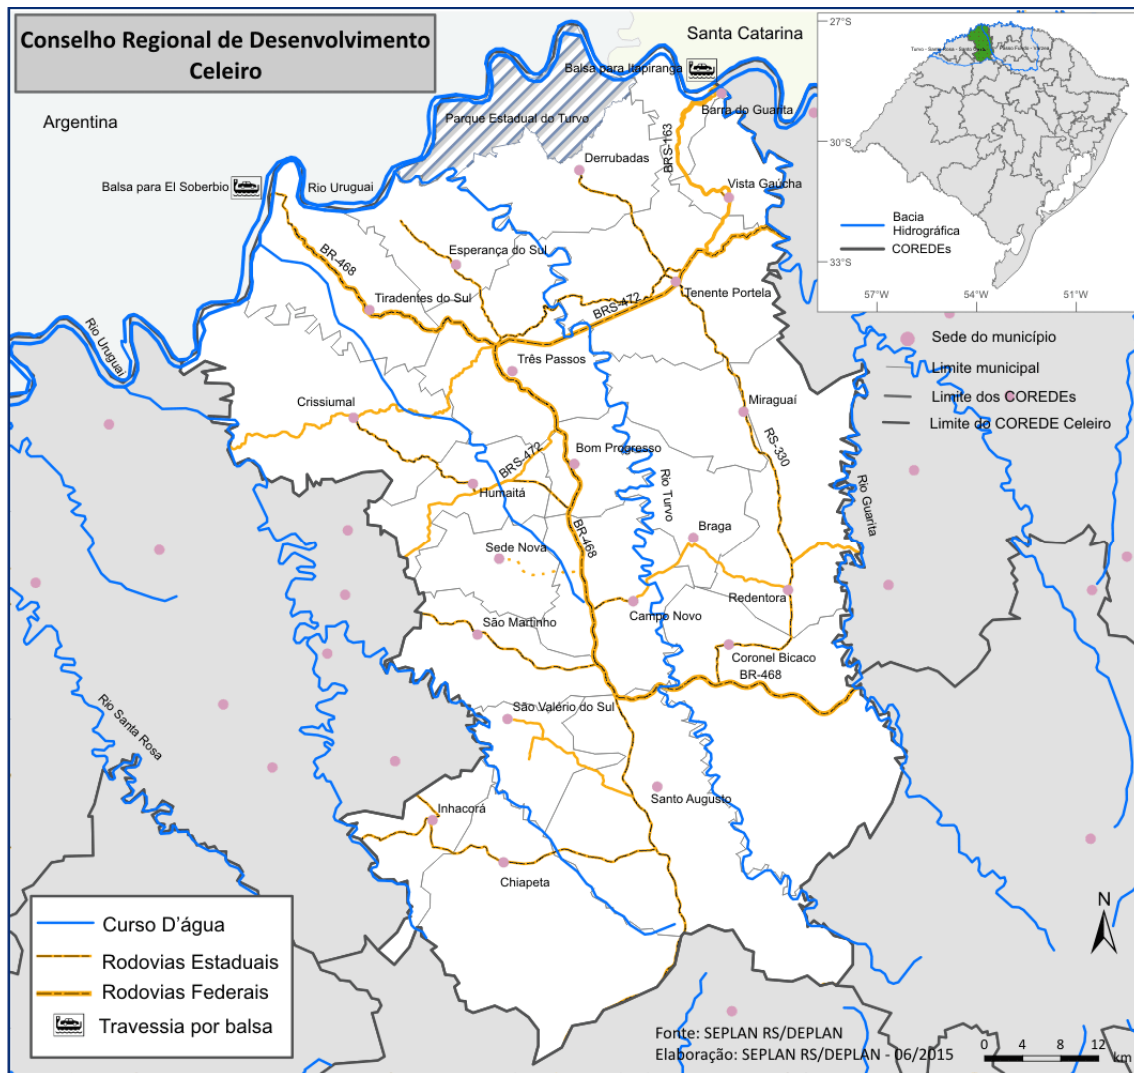 Conselho Regional de Desenvolvimento
Celeiro
Santa Catarina
Argentina
Balsa para Itapiranga
Barra do Guarita
Parque Estadual do Turvo
BRS-163
Derrubadas
Vista Gaúcha
Balsa para El Soberbio
Rio Uruguai
BR-468
Esperança do Sul
Tiradentes do Sul
BRS-472
Tenente Portela
Rio Uruguai
Três Passos
Crissiumal
Miraguaí
BRS-472
Bom Progresso
RS-330
Humaitá
Rio Turvo
Rio Guarita
BR-468
Braga
Sede Nova
Redentora
Campo Novo
São Martinho
Coronel Bicaco
BR-468
Rio Santa Rosa
São Valério do Sul
Santo Augusto
Inhacorá
Chiapeta
27°S
30°S
33°S
57°W
54°W
51°W
Bacia
Hidrográfica
COREDEs
Sede do município
Limite municipal
Limite dos COREDEs
Limite do COREDE Celeiro
Curso D'água
Rodovias Estaduais
Rodovias Federais
Travessia por balsa
N
Fonte: SEPLAN RS/DEPLAN
Elaboração: SEPLAN RS/DEPLAN - 06/2015
0 4 8 12
km